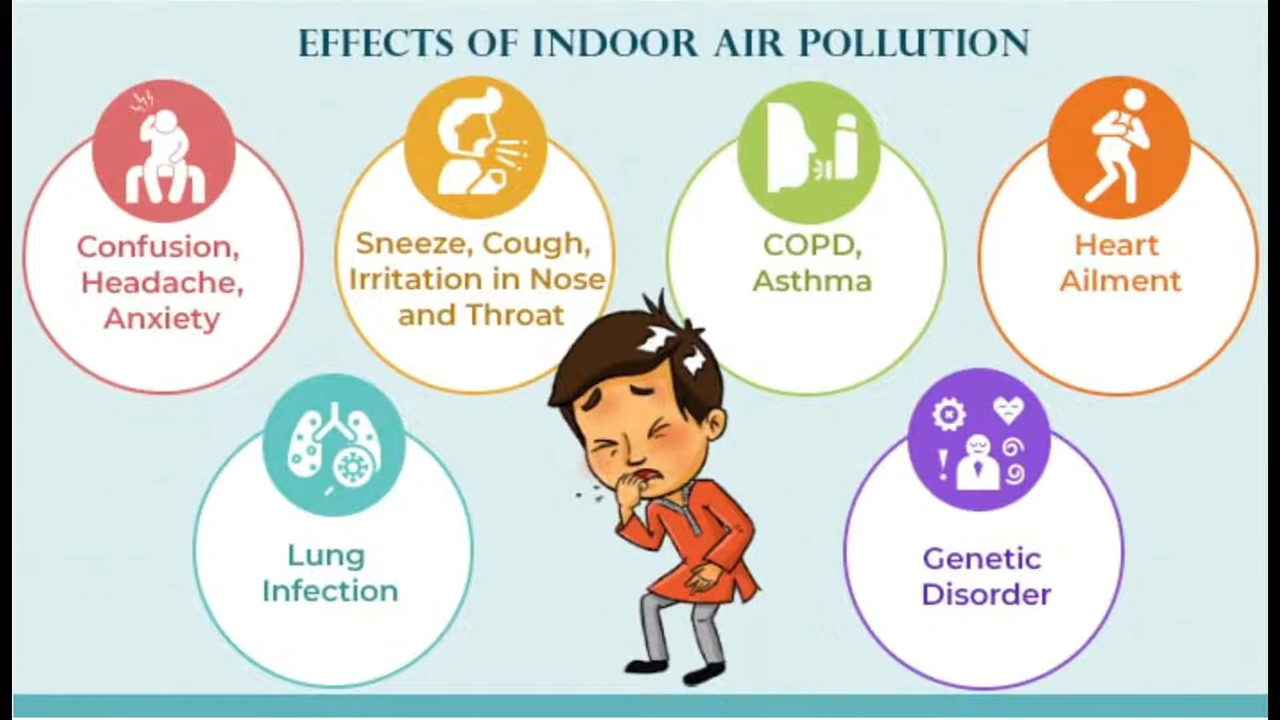 EFFECTS OF INDOOR AIR POLLUTION
Confusion,
Headache,
Anxiety
Sneeze, Cough,
Irritation in Nose
and Throat
COPD,
Asthma
Heart
Ailment
Lung
Infection
Genetic
Disorder